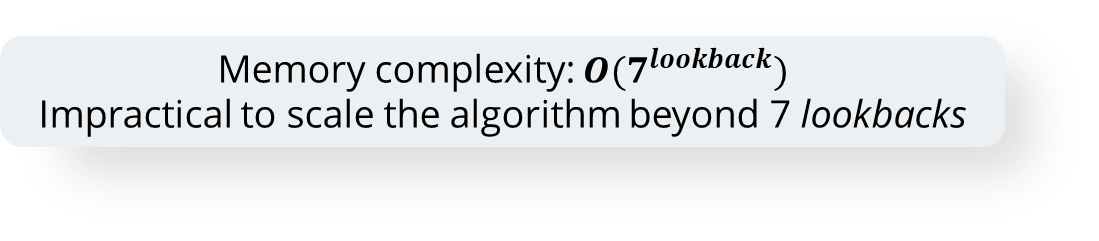 Memory complexity: O(7^lookback)
Impractical to scale the algorithm beyond 7 lookbacks